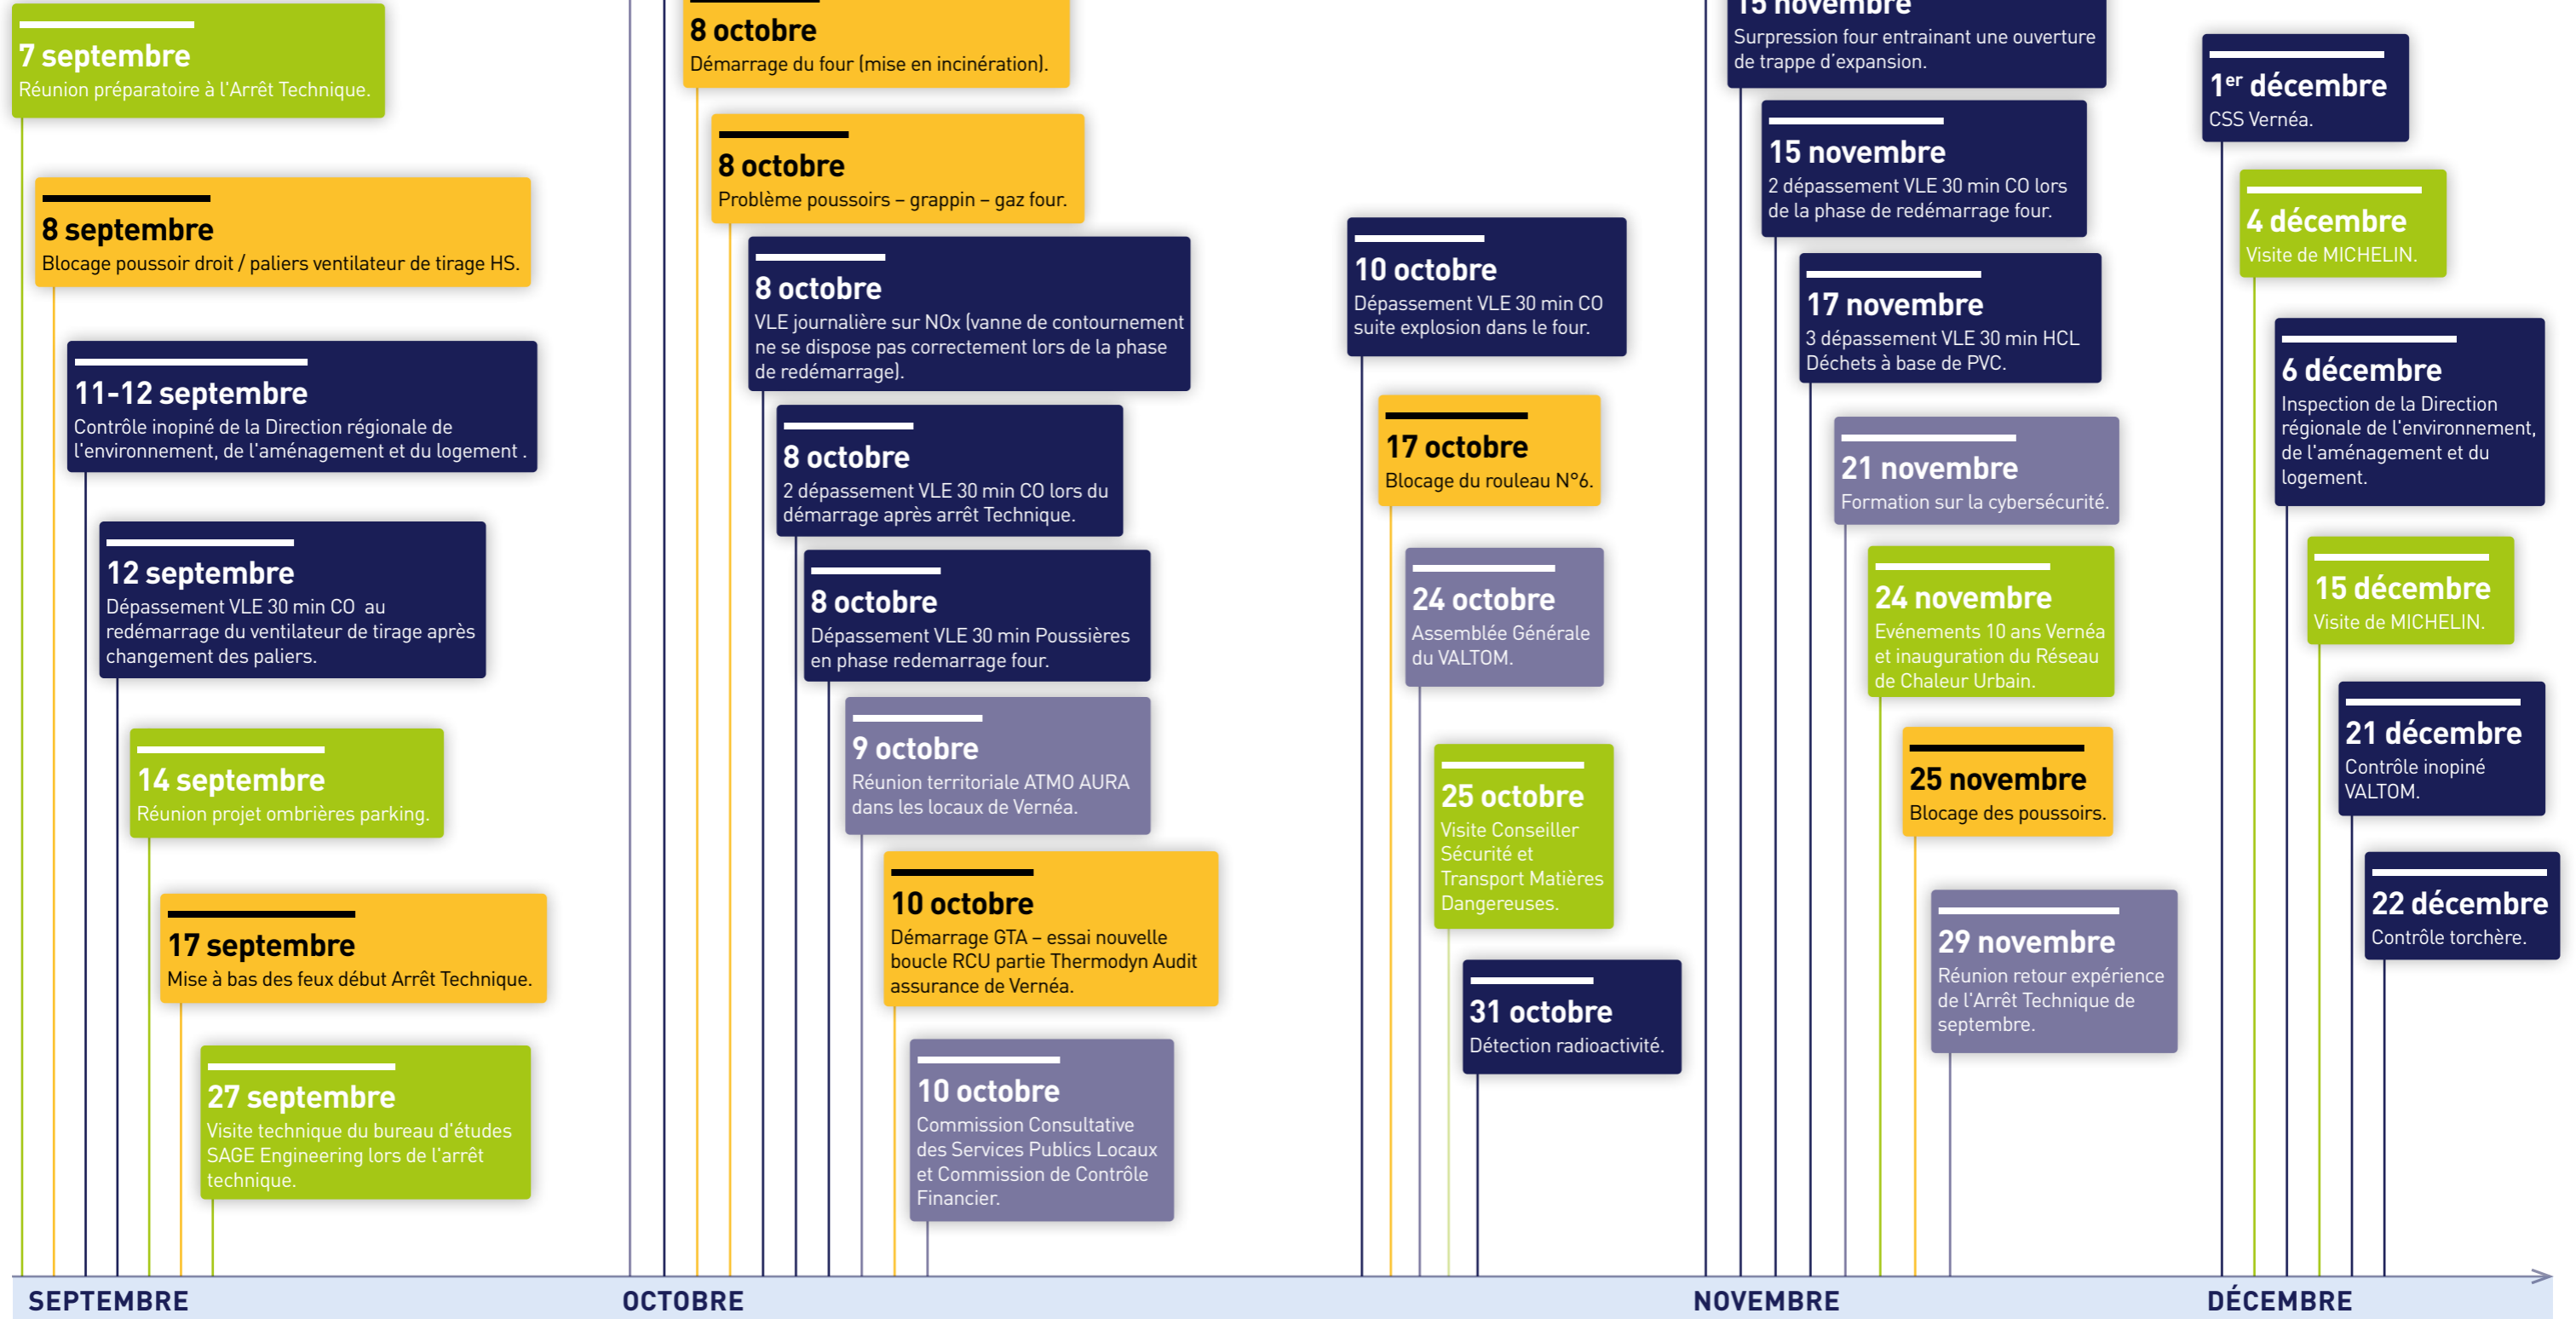 7 septembre
Réunion préparatoire à l'Arrêt Technique.
8 septembre
Blocage poussoir droit / paliers ventilateur de tirage HS.
11-12 septembre
Contrôle inopiné de la Direction régionale de
l'environnement, de l'aménagement et du logement .
12 septembre
Dépassement VLE 30 min CO au
redémarrage du ventilateur de tirage après
changement des paliers.
14 septembre
Réunion projet ombrières parking.
17 septembre
Mise à bas des feux début Arrêt Technique.
27 septembre
Visite technique du bureau d'études
SAGE Engineering lors de l'arrêt
technique.
8 octobre
Démarrage du four (mise en incinération).
8 octobre
Problème poussoirs – grappin – gaz four.
8 octobre
VLE journalière sur NOx (vanne de contournement
ne se dispose pas correctement lors de la phase
de redémarrage).
8 octobre
2 dépassement VLE 30 min CO lors du
démarrage après arrêt Technique.
8 octobre
Dépassement VLE 30 min Poussières
en phase redemarrage four.
9 octobre
Réunion territoriale ATMO AURA
dans les locaux de Vernéa.
10 octobre
Démarrage GTA – essai nouvelle
boucle RCU partie Thermodyn Audit
assurance de Vernéa.
10 octobre
Commission Consultative
des Services Publics Locaux
et Commission de Contrôle
Financier.
10 octobre
Dépassement VLE 30 min CO
suite explosion dans le four.
17 octobre
Blocage du rouleau N°6.
24 octobre
Assemblée Générale
du VALTOM.
25 octobre
Visite Conseiller
Sécurité et
Transport Matières
Dangereuses.
31 octobre
Détection radioactivité.
15 novembre
Surpression four entrainant une ouverture
de trappe d'expansion.
15 novembre
2 dépassement VLE 30 min CO lors
de la phase de redémarrage four.
17 novembre
3 dépassement VLE 30 min HCL
Déchets à base de PVC.
21 novembre
Formation sur la cybersécurité.
24 novembre
Evénements 10 ans Vernéa
et inauguration du Réseau
de Chaleur Urbain.
25 novembre
Blocage des poussoirs.
29 novembre
Réunion retour expérience
de l'Arrêt Technique de
septembre.
1er décembre
CSS Vernéa.
4 décembre
Visite de MICHELIN.
6 décembre
Inspection de la Direction
régionale de l'environnement,
de l'aménagement et du
logement.
15 décembre
Visite de MICHELIN.
21 décembre
Contrôle inopiné
VALTOM.
22 décembre
Contrôle torchère.
SEPTEMBRE
OCTOBRE
NOVEMBRE
DÉCEMBRE